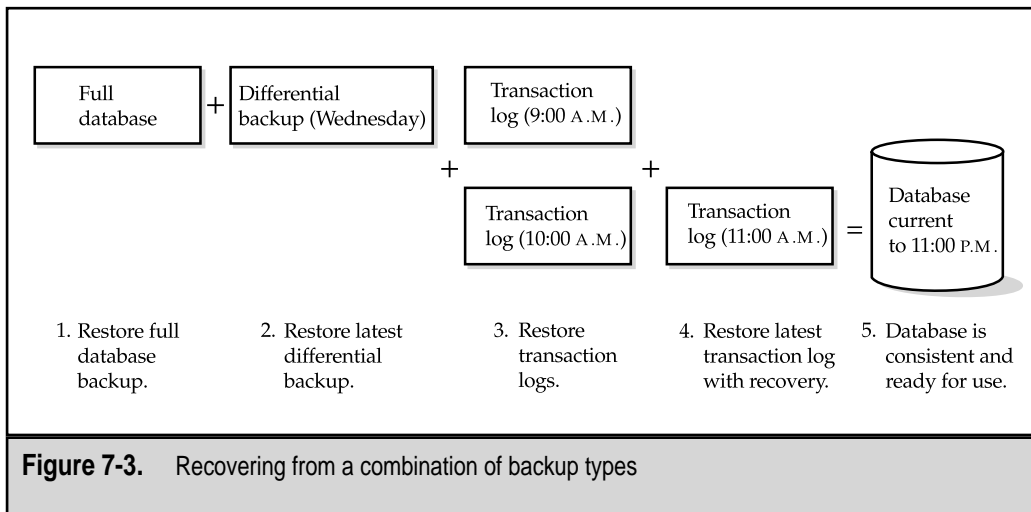 Full
database
+
Differential
backup (Wednesday)
+
Transaction
log (9:00 A.M.)
Transaction
log (10:00 A.M.)
+
Transaction
log (11:00 A.M.)
=
Database
current
to 11:00 P.M.
1. Restore full
database
backup.
2. Restore latest
differential
backup.
3. Restore
transaction
logs.
4. Restore latest
transaction log
with recovery.
5. Database is
consistent and
ready for use.
Figure 7-3. Recovering from a combination of backup types